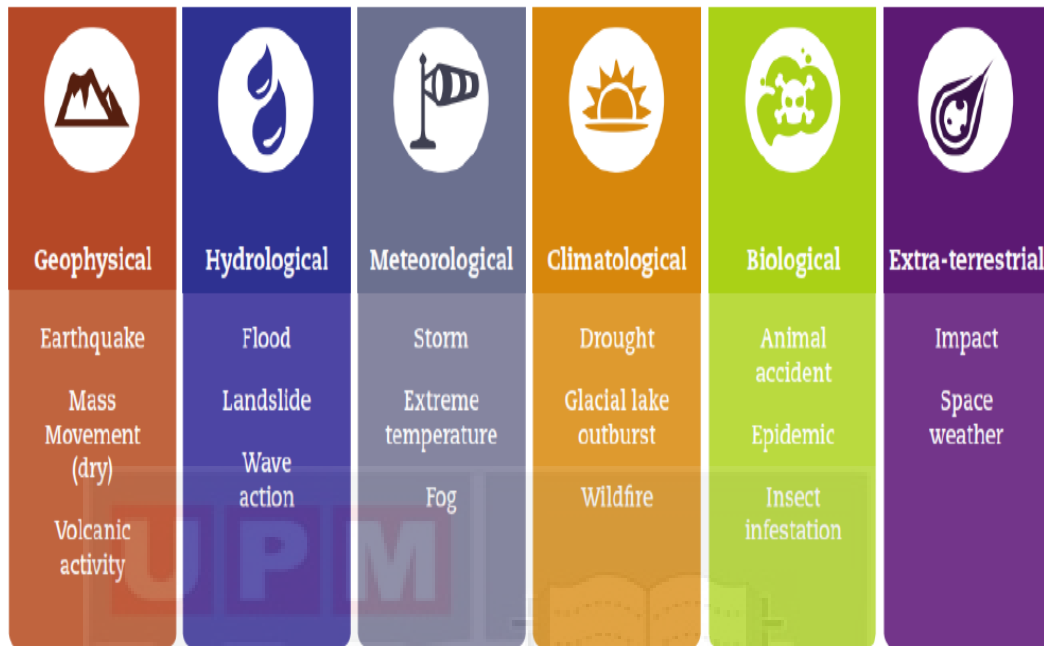 Geophysical
Earthquake
Mass
Movement
(dry)
Volcanic
activity
Hydrological
Flood
Landslide
Wave
action
Meteorological
Storm
Extreme
temperature
Fog
Climatological
Drought
Glacial lake
outburst
Wildfire
Biological
Animal
accident
Epidemic
Insect
infestation
Extra-terrestrial
Impact
Space
weather
UPM